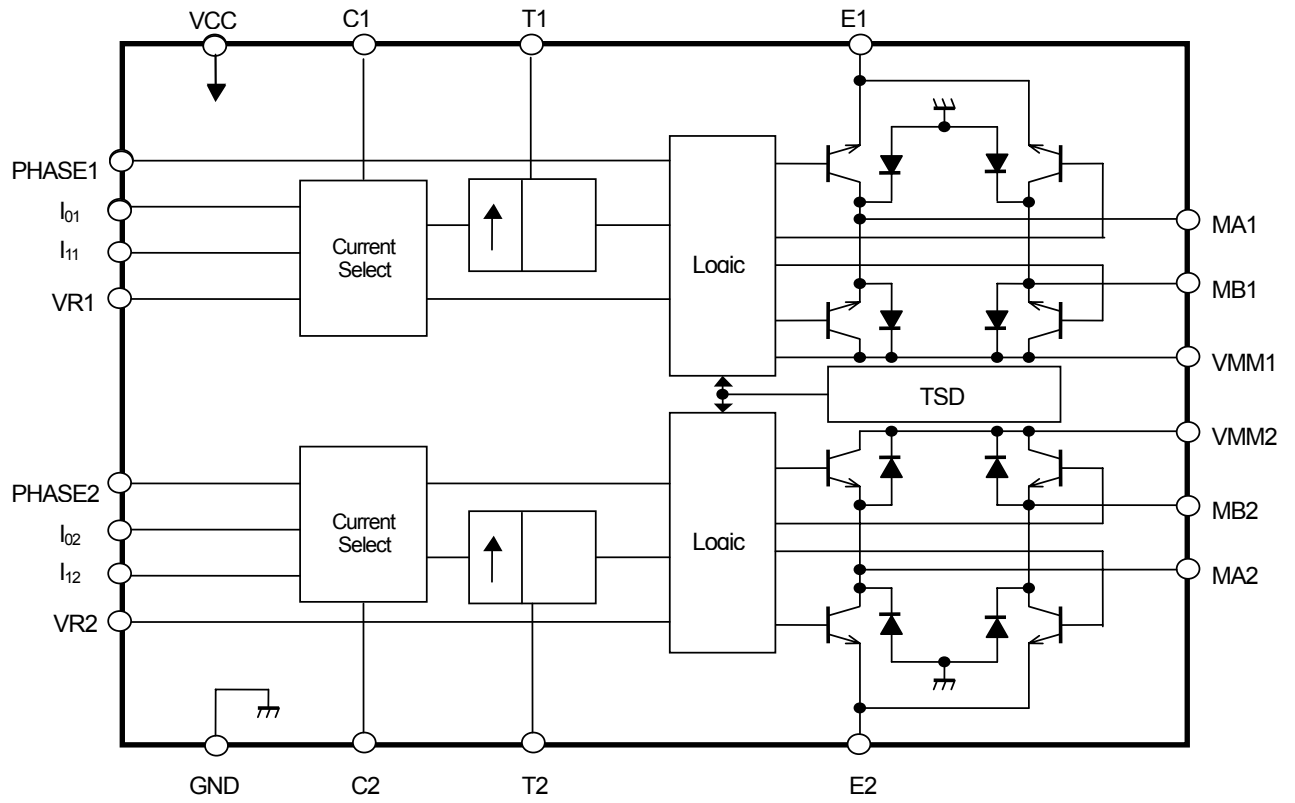 VCC
C1
T1
E1
PHASE1
I₀₁
I₁₁
VR1
Current
Select
Logic
MA1
MB1
VMM1
TSD
VMM2
PHASE2
I₀₂
I₁₂
VR2
Current
Select
Logic
MB2
MA2
GND
C2
T2
E2